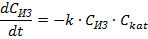 dC_ИЗ/dt = −k · C_ИЗ · C_kat